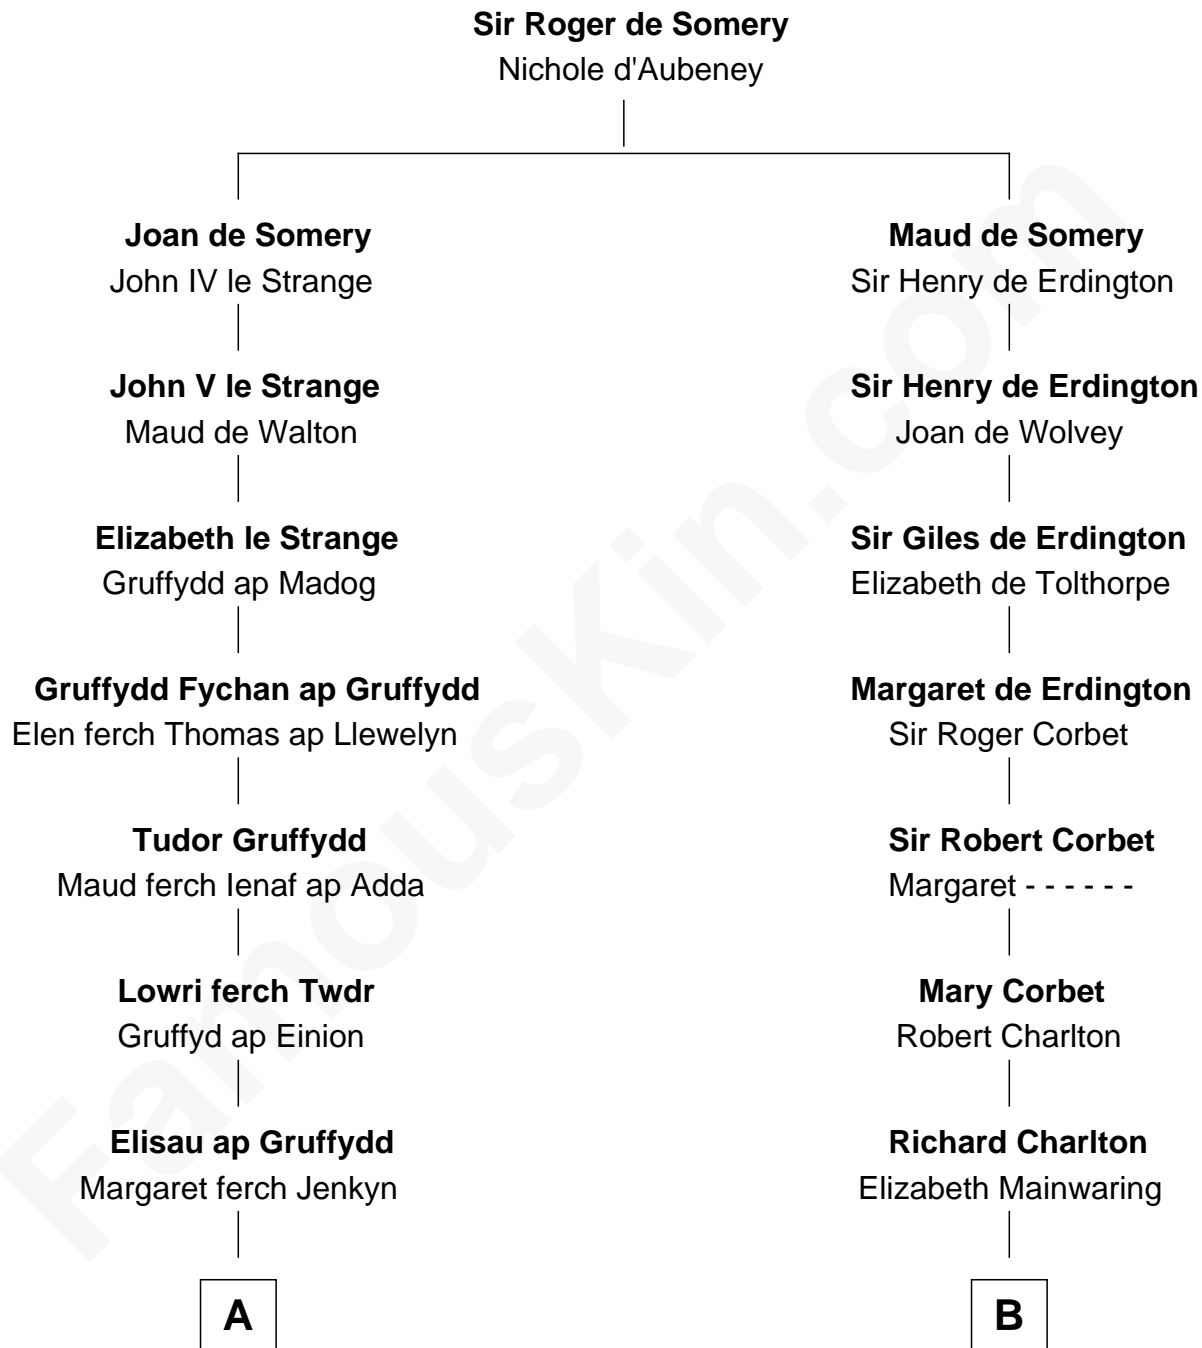 Sir Roger de Somery
Nichole d'Aubeney
Joan de Somery
John IV le Strange
John V le Strange
Maud de Walton
Elizabeth le Strange
Gruffydd ap Madog
Gruffydd Fychan ap Gruffydd
Elen ferch Thomas ap Llewelyn
Tudor Gruffydd
Maud ferch Ienaf ap Adda
Lowri ferch Twdr
Gruffyd ap Einion
Elisau ap Gruffydd
Margaret ferch Jenkyn
A
Maud de Somery
Sir Henry de Erdington
Sir Henry de Erdington
Joan de Wolvey
Sir Giles de Erdington
Elizabeth de Tolthorpe
Margaret de Erdington
Sir Roger Corbet
Sir Robert Corbet
Margaret - - - - - -
Mary Corbet
Robert Charlton
Richard Charlton
Elizabeth Mainwaring
B
FamousKin.com